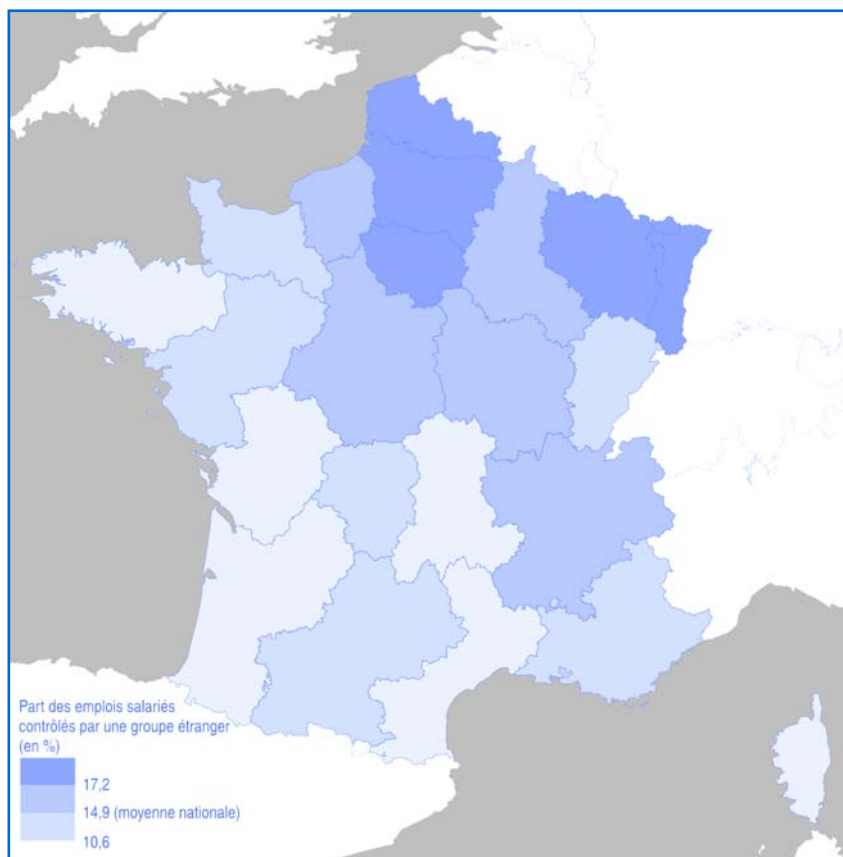 Part des emplois salariés
contrôlés par une groupe étranger
(en %)
17,2
14,9 (moyenne nationale)
10,6